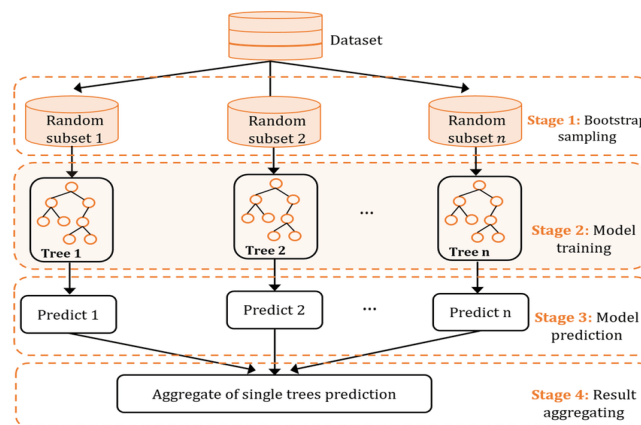 Dataset
Random
subset 1
Random
subset 2
Random
subset n
Stage 1: Bootstrap
sampling
Tree 1
Tree 2
...
Tree n
Stage 2: Model
training
Predict 1
Predict 2
...
Predict n
Stage 3: Model
prediction
Aggregate of single trees prediction
Stage 4: Result
aggregating